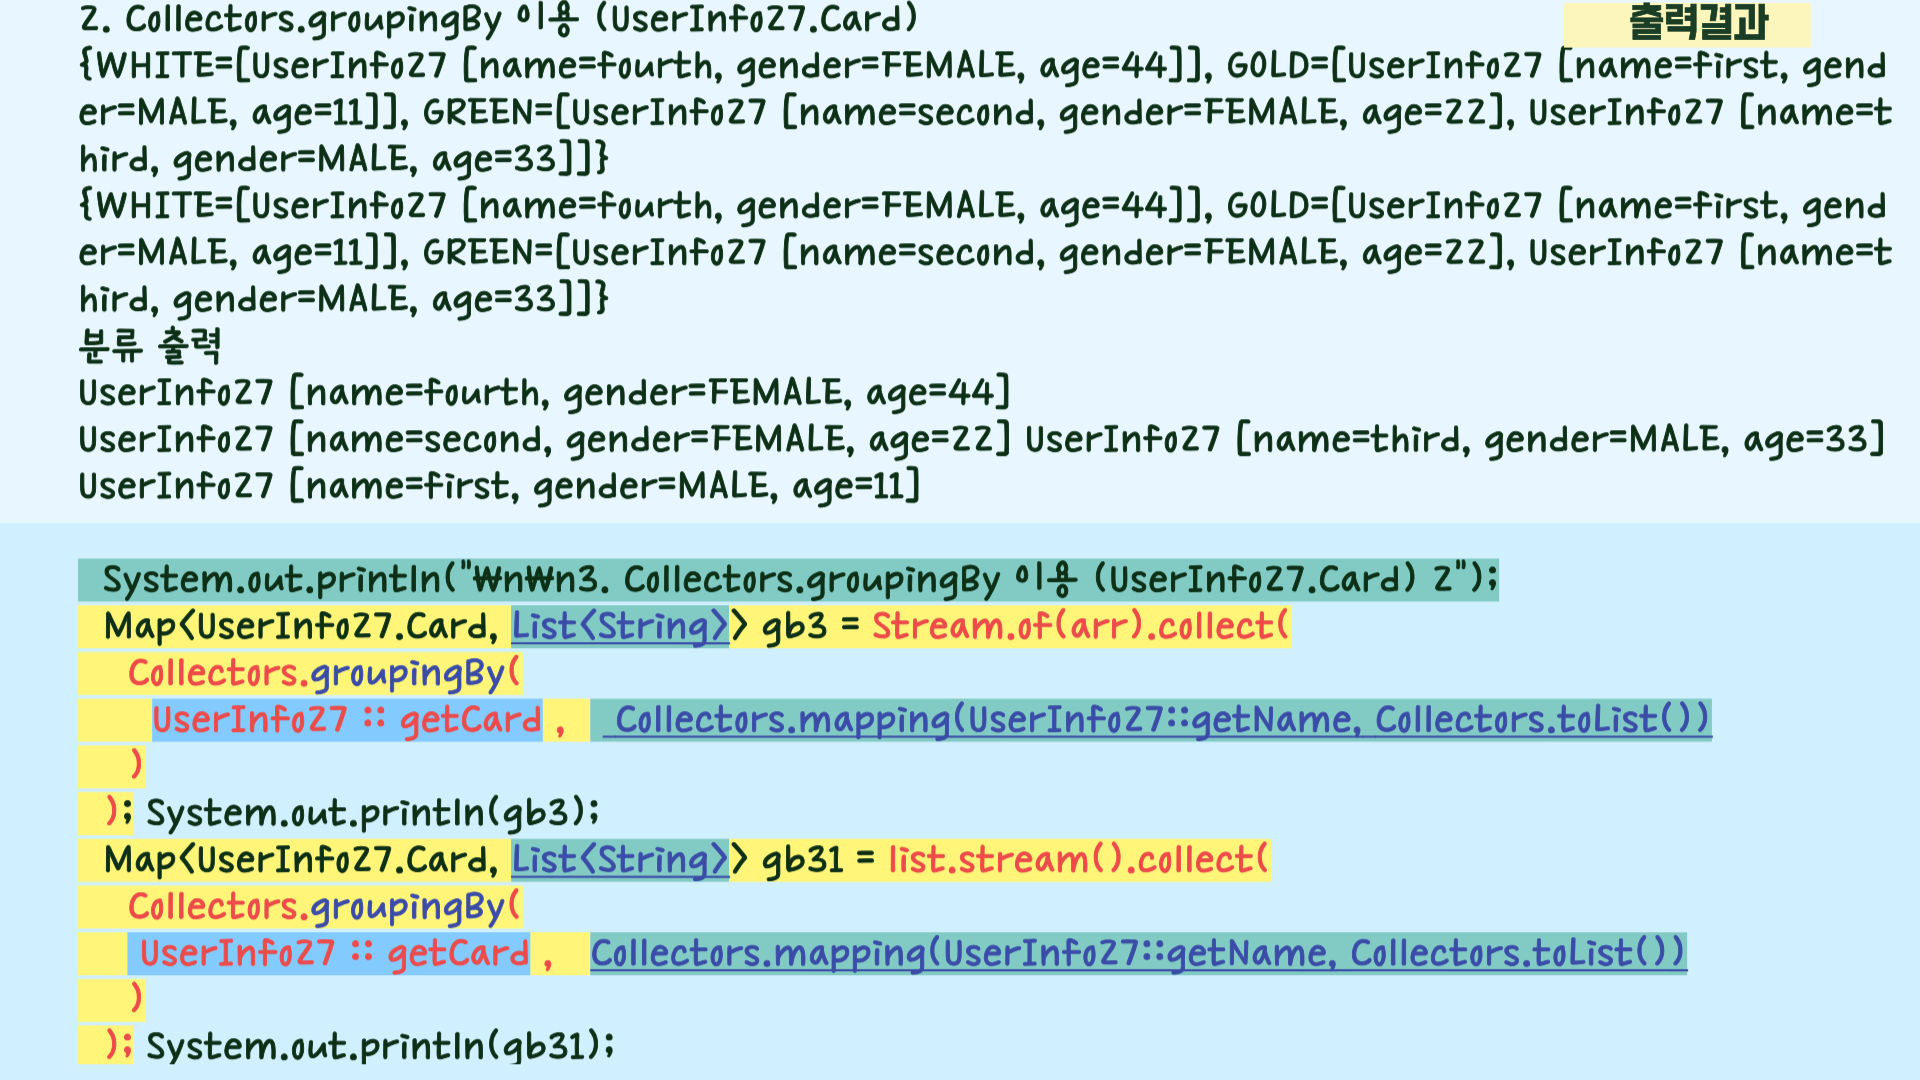 출력결과
2. Collectors.groupingBy 이용 (UserInfo27.Card)
{WHITE=[UserInfo27 [name=fourth, gender=FEMALE, age=44]], GOLD=[UserInfo27 [name=first, gend
er=MALE, age=11]], GREEN=[UserInfo27 [name=second, gender=FEMALE, age=22], UserInfo27 [name=t
hird, gender=MALE, age=33]]}
{WHITE=[UserInfo27 [name=fourth, gender=FEMALE, age=44]], GOLD=[UserInfo27 [name=first, gend
er=MALE, age=11]], GREEN=[UserInfo27 [name=second, gender=FEMALE, age=22], UserInfo27 [name=t
hird, gender=MALE, age=33]]}
분류 출력
UserInfo27 [name=fourth, gender=FEMALE, age=44]
UserInfo27 [name=second, gender=FEMALE, age=22] UserInfo27 [name=third, gender=MALE, age=33]
UserInfo27 [name=first, gender=MALE, age=11]
System.out.println("₩n₩n3. Collectors.groupingBy 이용 (UserInfo27.Card) 2");
Map<UserInfo27.Card, List<String>> gb3 = Stream.of(arr).collect(
Collectors.groupingBy(
UserInfo27 :: getCard , Collectors.mapping(UserInfo27::getName, Collectors.toList())
)
); System.out.println(gb3);
Map<UserInfo27.Card, List<String>> gb31 = list.stream().collect(
Collectors.groupingBy(
UserInfo27 :: getCard , Collectors.mapping(UserInfo27::getName, Collectors.toList())
)
); System.out.println(gb31);